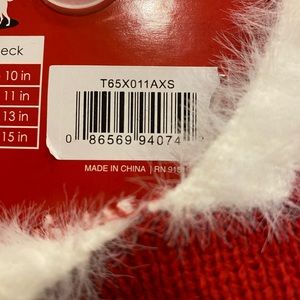 eck
10 in
11 in
13 in
15 in
T65X011AXS
0 86569 94074
MADE IN CHINA | RN